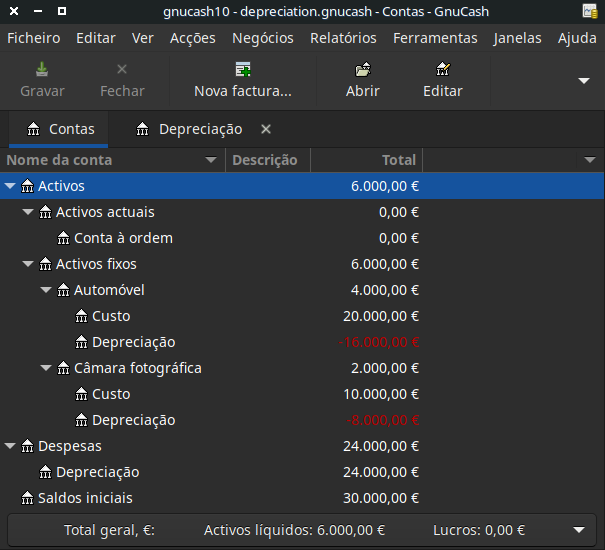 gnucash10 - depreciation.gnucash - Contas - GnuCash
Ficheiro Editar Ver Acções Negócios Relatórios Ferramentas Janelas Ajuda
Gravar Fechar Nova factura... Abrir Editar
Contas Depreciação
Nome da conta Descrição Total
Activos 6.000,00 €
Activos actuais 0,00 €
Conta à ordem 0,00 €
Activos fixos 6.000,00 €
Automóvel 4.000,00 €
Custo 20.000,00 €
Depreciação -16.000,00 €
Câmara fotográfica 2.000,00 €
Custo 10.000,00 €
Depreciação -8.000,00 €
Despesas 24.000,00 €
Depreciação 24.000,00 €
Saldos iniciais 30.000,00 €
Total geral, €: Activos líquidos: 6.000,00 € Lucros: 0,00 €